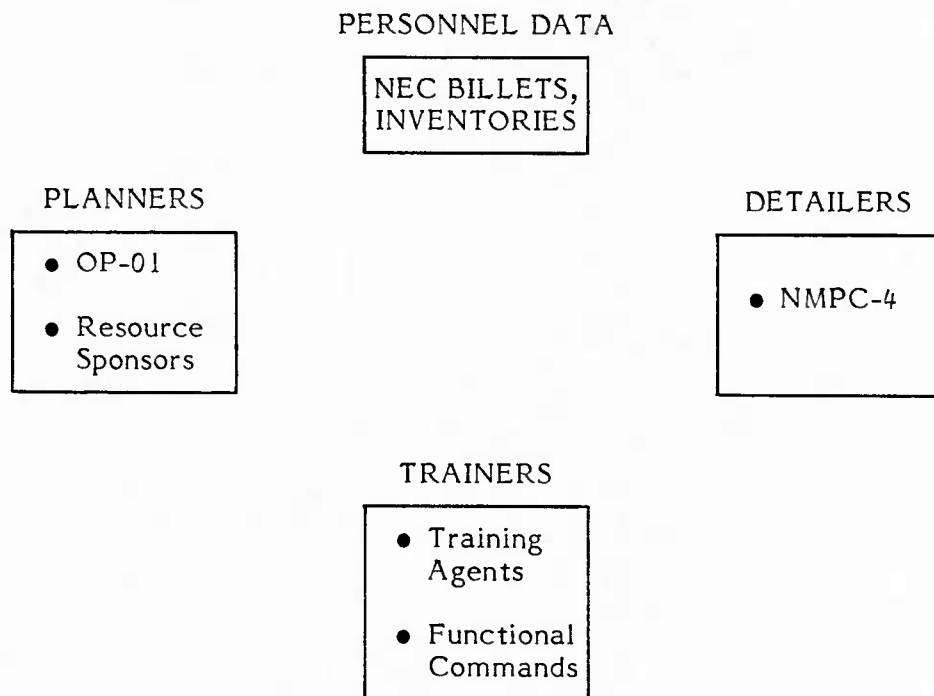 PERSONNEL DATA
NEC BILLETS,
INVENTORIES
PLANNERS
● OP-01
● Resource
Sponsors
DETAILERS
● NMPC-4
TRAINERS
● Training
Agents
● Functional
Commands